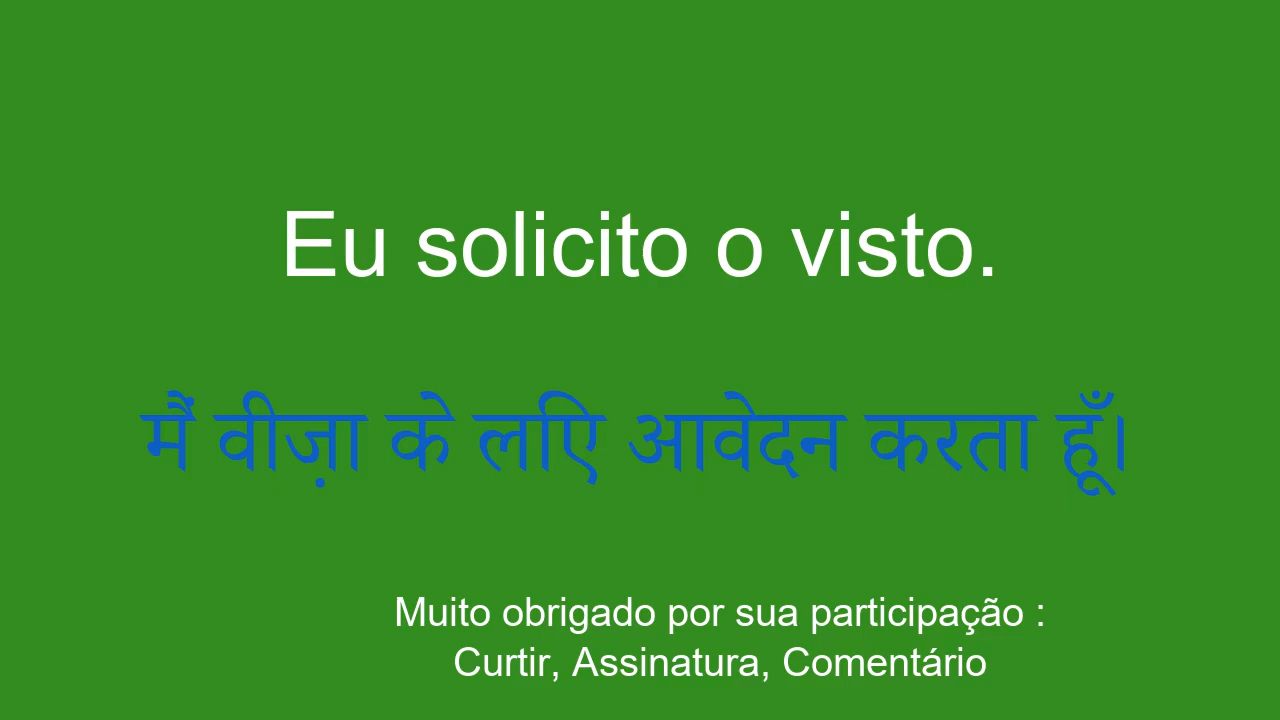 Eu solicito o visto.
मैं वीज़ा के लिए आवेदन करता हूँ।
Muito obrigado por sua participação :
Curtir, Assinatura, Comentário